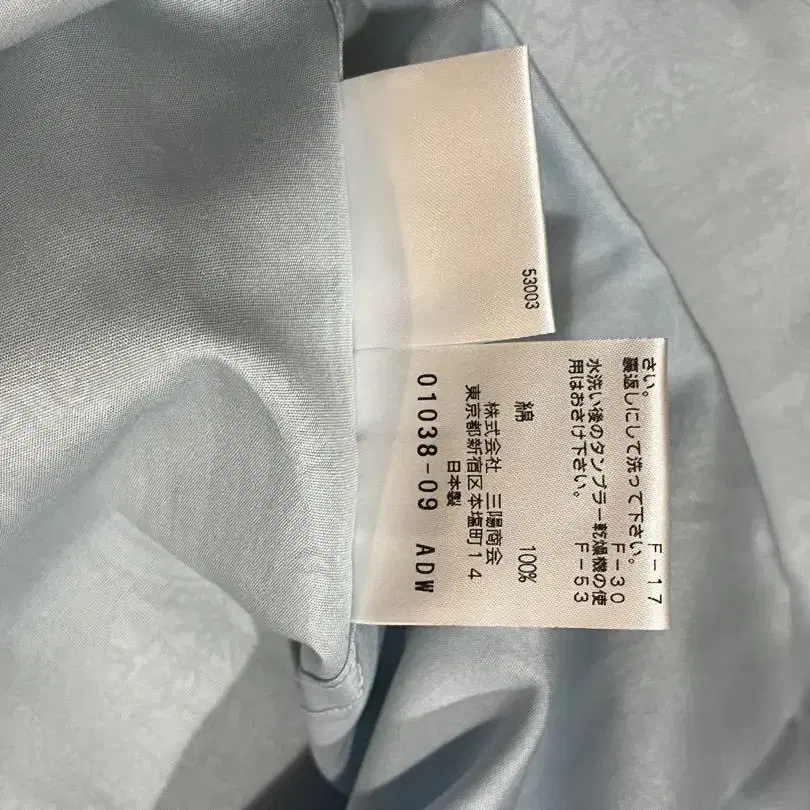 さい。 F-17
裏返しにして洗って下さい。 F-30
水洗い後のタンブラー乾燥機の使
用はおさけ下さい。 F-53
綿 100%
株式会社 三陽商会
東京都新宿区本塩町14
日本製
01038-09 ADW
53003